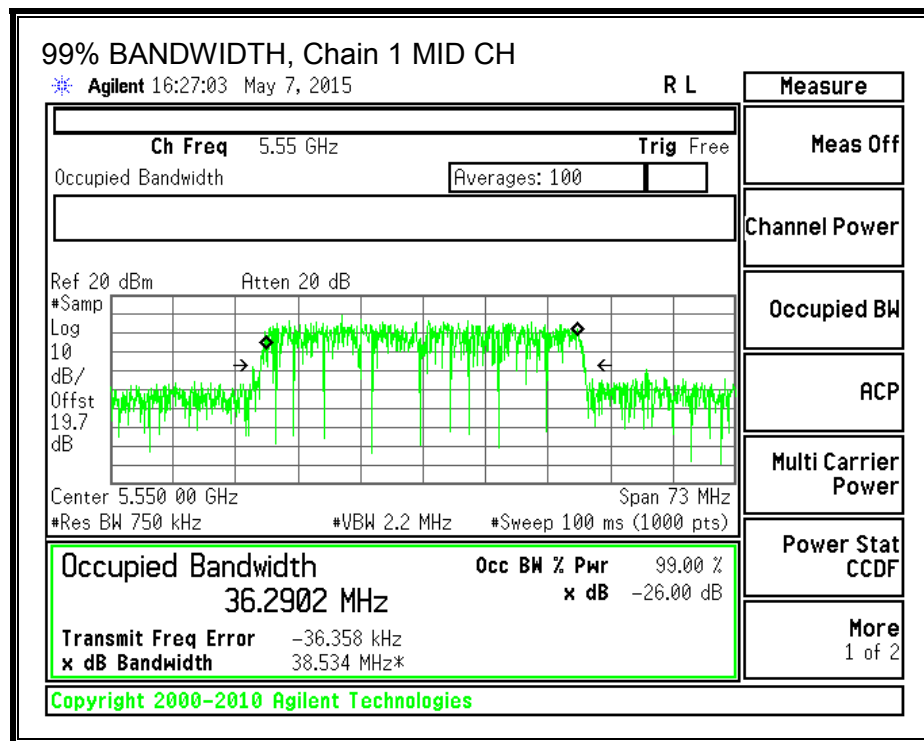 99% BANDWIDTH, Chain 1 MID CH
Agilent 16:27:03 May 7, 2015 R L
Measure
Ch Freq 5.55 GHz Trig Free
Occupied Bandwidth Averages: 100
Meas Off
Channel Power
Occupied BW
ACP
Multi Carrier
Power
Power Stat
CCDF
More
1 of 2
Ref 20 dBm Atten 20 dB
#Samp
Log
10
dB/
Offst
19.7
dB
Center 5.550 00 GHz Span 73 MHz
#Res BW 750 kHz #VBW 2.2 MHz #Sweep 100 ms (1000 pts)
Occupied Bandwidth Occ BW % Pwr 99.00 %
36.2902 MHz x dB -26.00 dB
Transmit Freq Error -36.358 kHz
x dB Bandwidth 38.534 MHz*
Copyright 2000-2010 Agilent Technologies